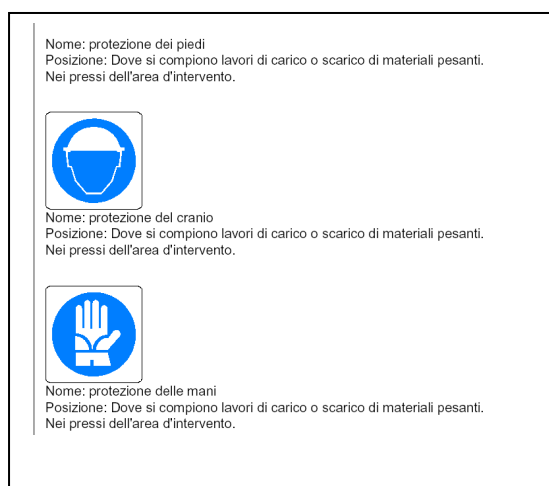 Nome: protezione dei piedi
Posizione: Dove si compiono lavori di carico o scarico di materiali pesanti.
Nei pressi dell'area d'intervento.
Nome: protezione del cranio
Posizione: Dove si compiono lavori di carico o scarico di materiali pesanti.
Nei pressi dell'area d'intervento.
Nome: protezione delle mani
Posizione: Dove si compiono lavori di carico o scarico di materiali pesanti.
Nei pressi dell'area d'intervento.